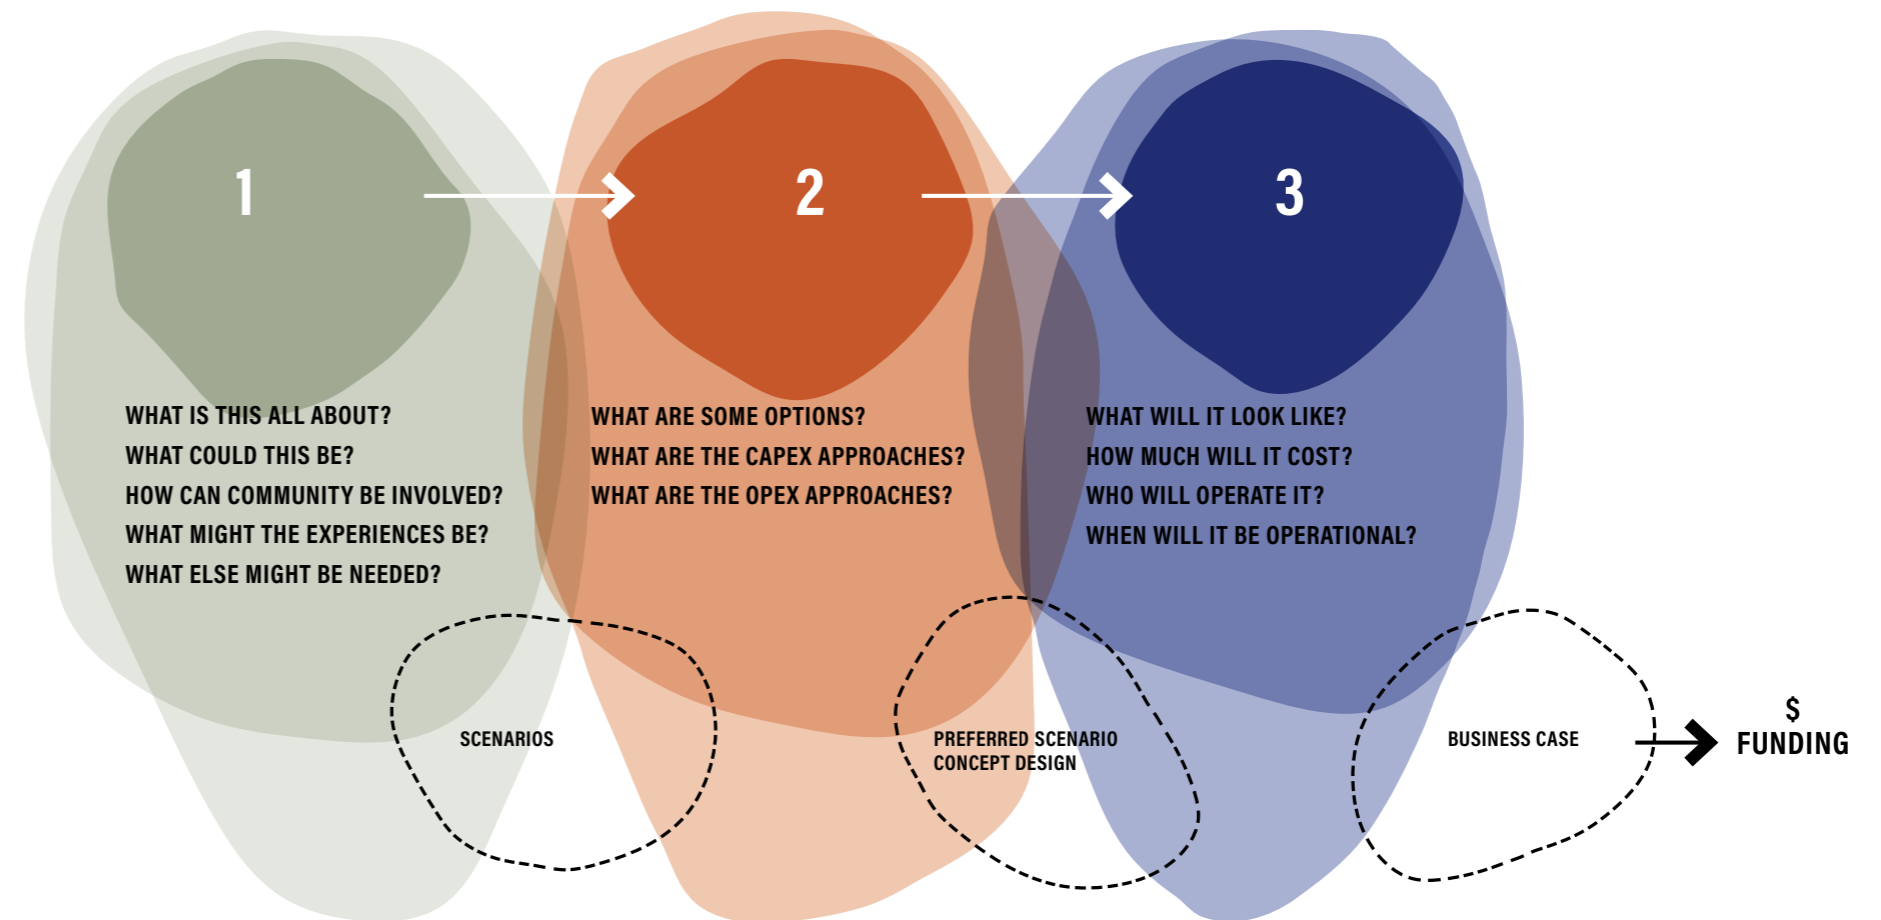 1
2
3
WHAT IS THIS ALL ABOUT?
WHAT COULD THIS BE?
HOW CAN COMMUNITY BE INVOLVED?
WHAT MIGHT THE EXPERIENCES BE?
WHAT ELSE MIGHT BE NEEDED?
WHAT ARE SOME OPTIONS?
WHAT ARE THE CAPEX APPROACHES?
WHAT ARE THE OPEX APPROACHES?
WHAT WILL IT LOOK LIKE?
HOW MUCH WILL IT COST?
WHO WILL OPERATE IT?
WHEN WILL IT BE OPERATIONAL?
SCENARIOS
PREFERRED SCENARIO
CONCEPT DESIGN
BUSINESS CASE
$
FUNDING